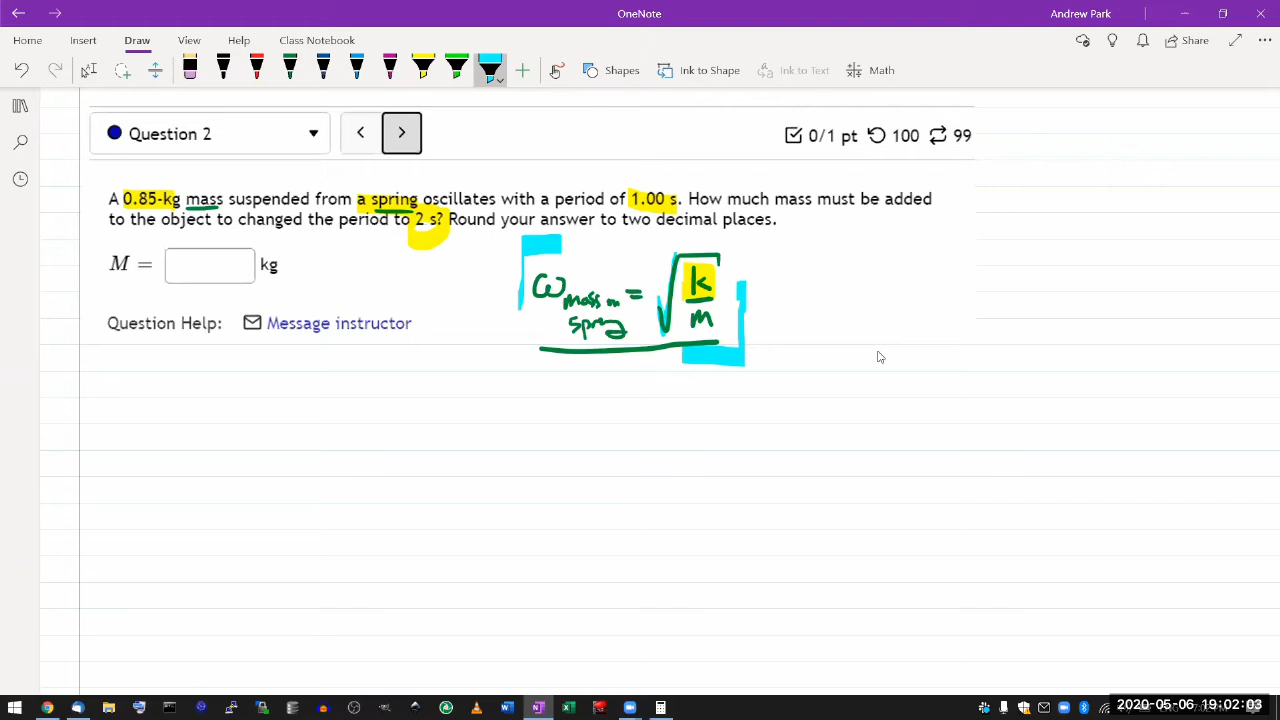 OneNote
Andrew Park
Home Insert Draw View Help Class Notebook
Share
Shapes Ink to Shape Ink to Text Math
Question 2 < > 0/1 pt 100 99
A 0.85-kg mass suspended from a spring oscillates with a period of 1.00 s. How much mass must be added
to the object to changed the period to 2 s? Round your answer to two decimal places.
M = kg
ω mass on spring = √k/m
Question Help: Message instructor
2020-05-06 19:02:03